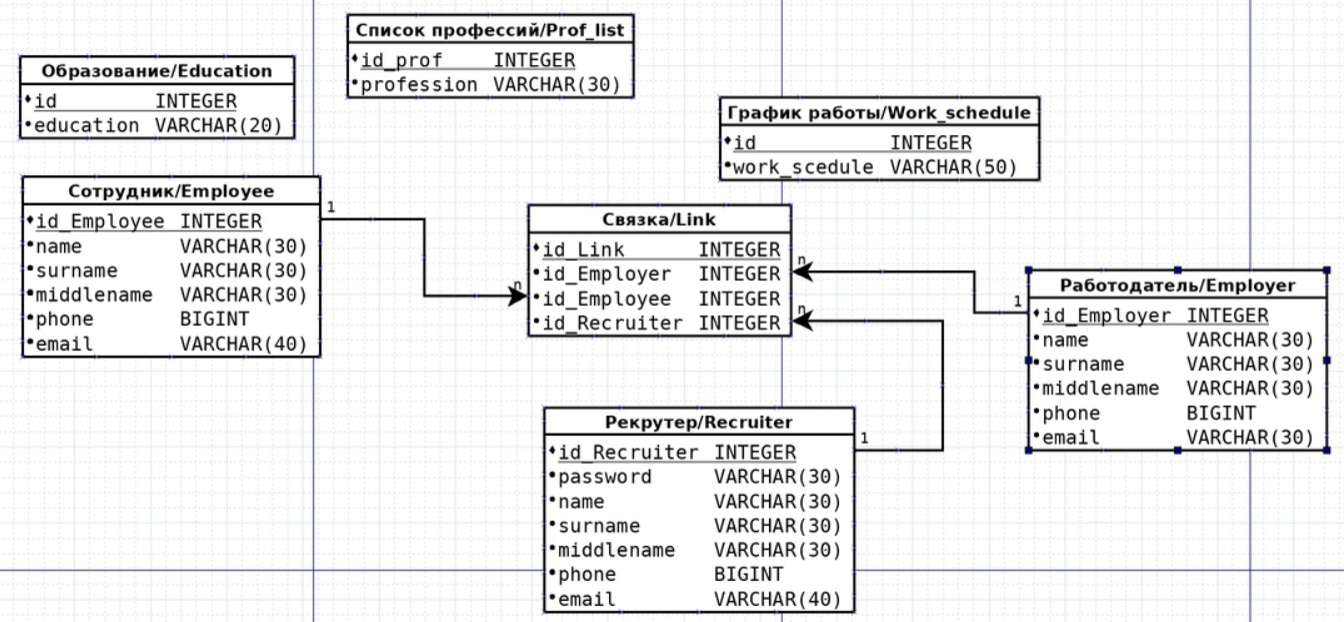 Список профессий/Prof_list
id_prof INTEGER
profession VARCHAR(30)
Образование/Education
id INTEGER
education VARCHAR(20)
График работы/Work_schedule
id INTEGER
work_scedule VARCHAR(50)
Сотрудник/Employee
id_Employee INTEGER
name VARCHAR(30)
surname VARCHAR(30)
middlename VARCHAR(30)
phone BIGINT
email VARCHAR(40)
1
n
Связка/Link
id_Link INTEGER
id_Employer INTEGER
id_Employee INTEGER
id_Recruiter INTEGER
n
n
1
Работодатель/Employer
id_Employer INTEGER
name VARCHAR(30)
surname VARCHAR(30)
middlename VARCHAR(30)
phone BIGINT
email VARCHAR(30)
Рекрутер/Recruiter
id_Recruiter INTEGER
password VARCHAR(30)
name VARCHAR(30)
surname VARCHAR(30)
middlename VARCHAR(30)
phone BIGINT
email VARCHAR(40)
1